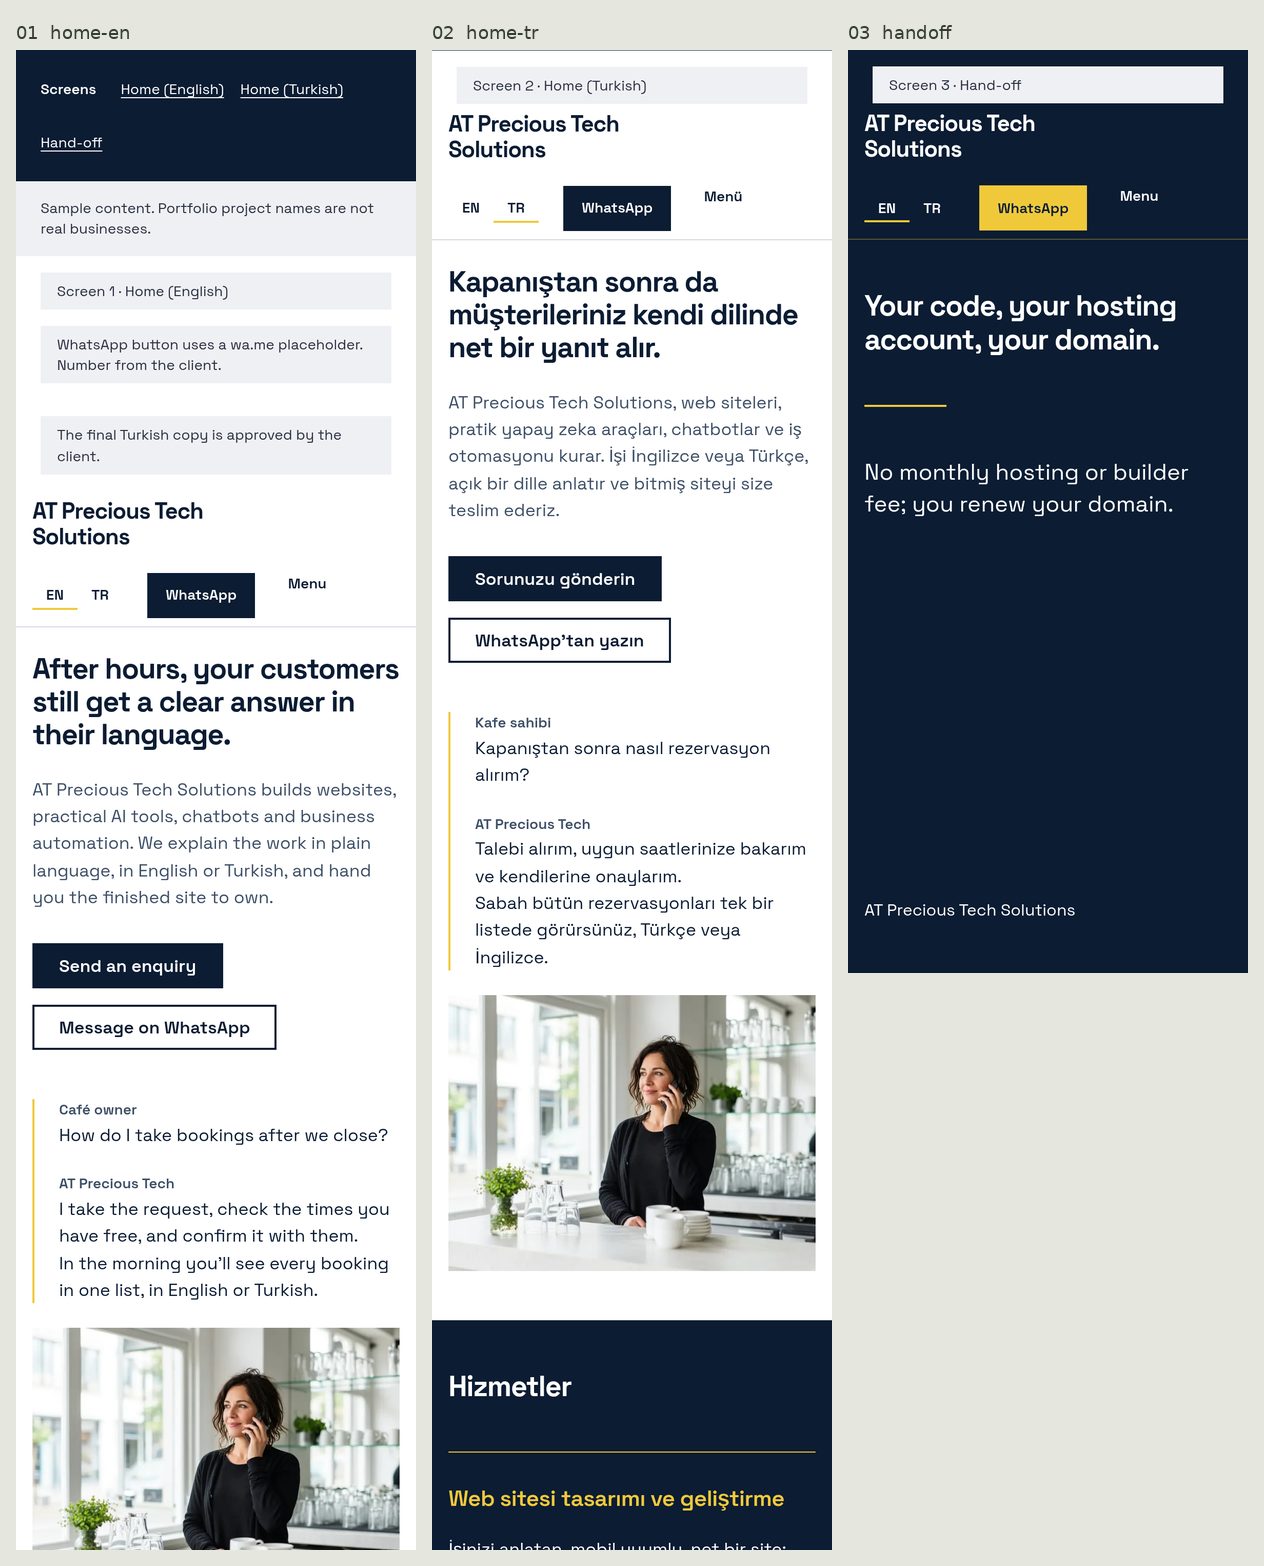 01 home-en
Screens Home (English) Home (Turkish)
Hand-off
Sample content. Portfolio project names are not
real businesses.
Screen 1 · Home (English)
WhatsApp button uses a wa.me placeholder.
Number from the client.
The final Turkish copy is approved by the
client.
AT Precious Tech
Solutions
EN TR WhatsApp Menu
After hours, your customers
still get a clear answer in
their language.
AT Precious Tech Solutions builds websites,
practical AI tools, chatbots and business
automation. We explain the work in plain
language, in English or Turkish, and hand
you the finished site to own.
Send an enquiry
Message on WhatsApp
Café owner
How do I take bookings after we close?
AT Precious Tech
I take the request, check the times you
have free, and confirm it with them.
In the morning you'll see every booking
in one list, in English or Turkish.
02 home-tr
Screen 2 · Home (Turkish)
AT Precious Tech
Solutions
EN TR WhatsApp Menü
Kapanıştan sonra da
müşterileriniz kendi dilinde
net bir yanıt alır.
AT Precious Tech Solutions, web siteleri,
pratik yapay zeka araçları, chatbotlar ve iş
otomasyonu kurar. İşi İngilizce veya Türkçe,
açık bir dille anlatır ve bitmiş siteyi size
teslim ederiz.
Sorunuzu gönderin
WhatsApp'tan yazın
Kafe sahibi
Kapanıştan sonra nasıl rezervasyon
alırım?
AT Precious Tech
Talebi alırım, uygun saatlerinize bakarım
ve kendilerine onaylarım.
Sabah bütün rezervasyonları tek bir
listede görürsünüz, Türkçe veya
İngilizce.
Hizmetler
Web sitesi tasarımı ve geliştirme
İşinizi anlatan, mobil uyumlu, net bir site;
03 handoff
Screen 3 · Hand-off
AT Precious Tech
Solutions
EN TR WhatsApp Menu
Your code, your hosting
account, your domain.
No monthly hosting or builder
fee; you renew your domain.
AT Precious Tech Solutions